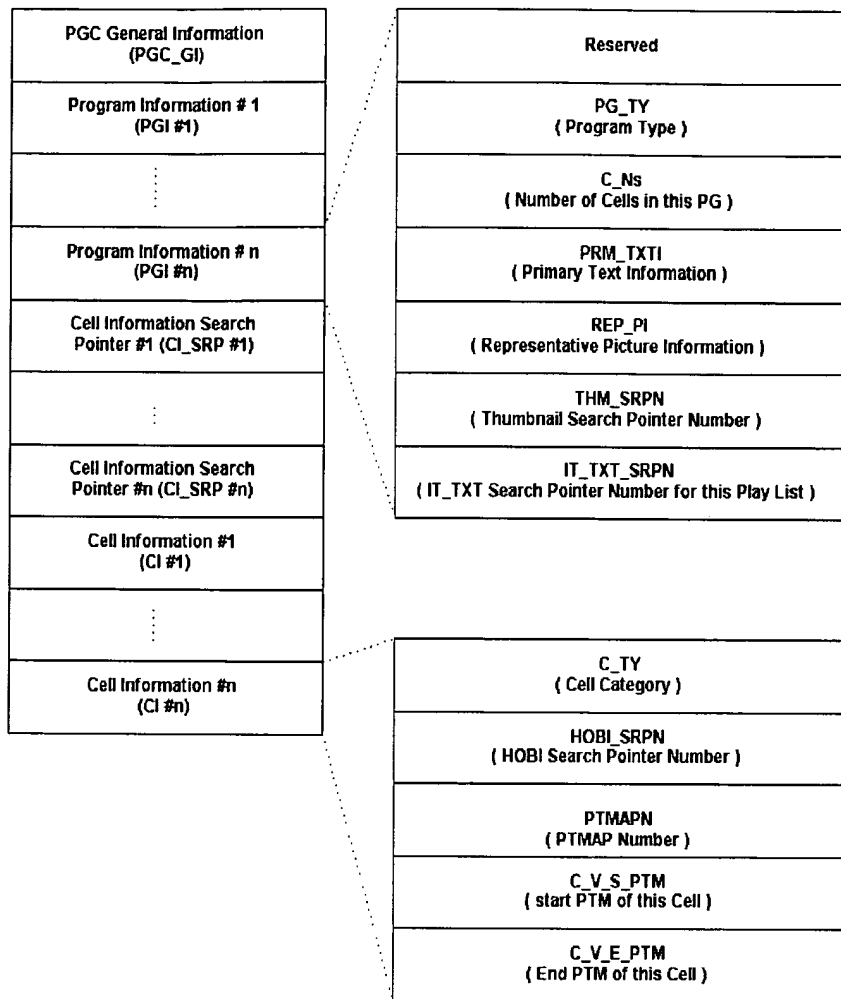 PGC General Information
(PGC_GI)
Program Information # 1
(PGI #1)
Program Information # n
(PGI #n)
Cell Information Search
Pointer #1 (CI_SRP #1)
Cell Information Search
Pointer #n (CI_SRP #n)
Cell Information #1
(CI #1)
Cell Information #n
(CI #n)
Reserved
PG_TY
( Program Type )
C_Ns
( Number of Cells in this PG )
PRM_TXTI
( Primary Text Information )
REP_PI
( Representative Picture Information )
THM_SRPN
( Thumbnail Search Pointer Number )
IT_TXT_SRPN
( IT_TXT Search Pointer Number for this Play List )
C_TY
( Cell Category )
HOBI_SRPN
( HOBI Search Pointer Number )
PTMAPN
( PTMAP Number )
C_V_S_PTM
( start PTM of this Cell )
C_V_E_PTM
( End PTM of this Cell )